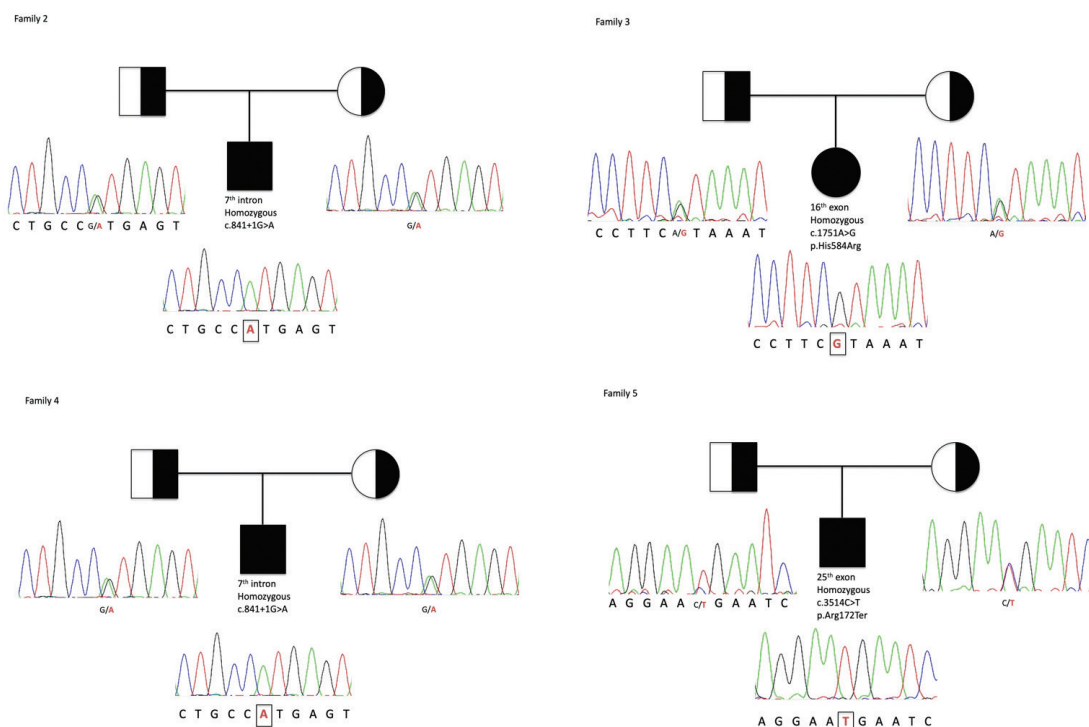 Family 2
G/A
C T G C C G/A T G A G T
7th intron
Homozygous
c.841+1G>A
G/A
C T G C C A T G A G T
Family 3
C C T T C A/G T A A A T
16th exon
Homozygous
c.1751A>G
p.His584Arg
A/G
C C T T C G T A A A T
Family 4
G/A
7th intron
Homozygous
c.841+1G>A
G/A
C T G C C A T G A G T
Family 5
A G G A A C/T G A A T C
25th exon
Homozygous
c.3514C>T
p.Arg172Ter
C/T
A G G A A T G A A T C